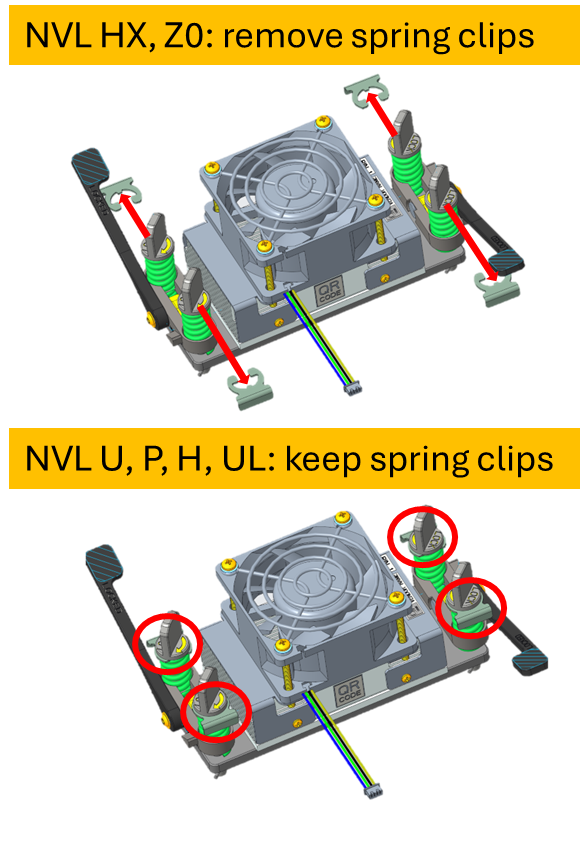 NVL HX, Z0: remove spring clips
QR
CODE
NVL U, P, H, UL: keep spring clips
QR
CODE